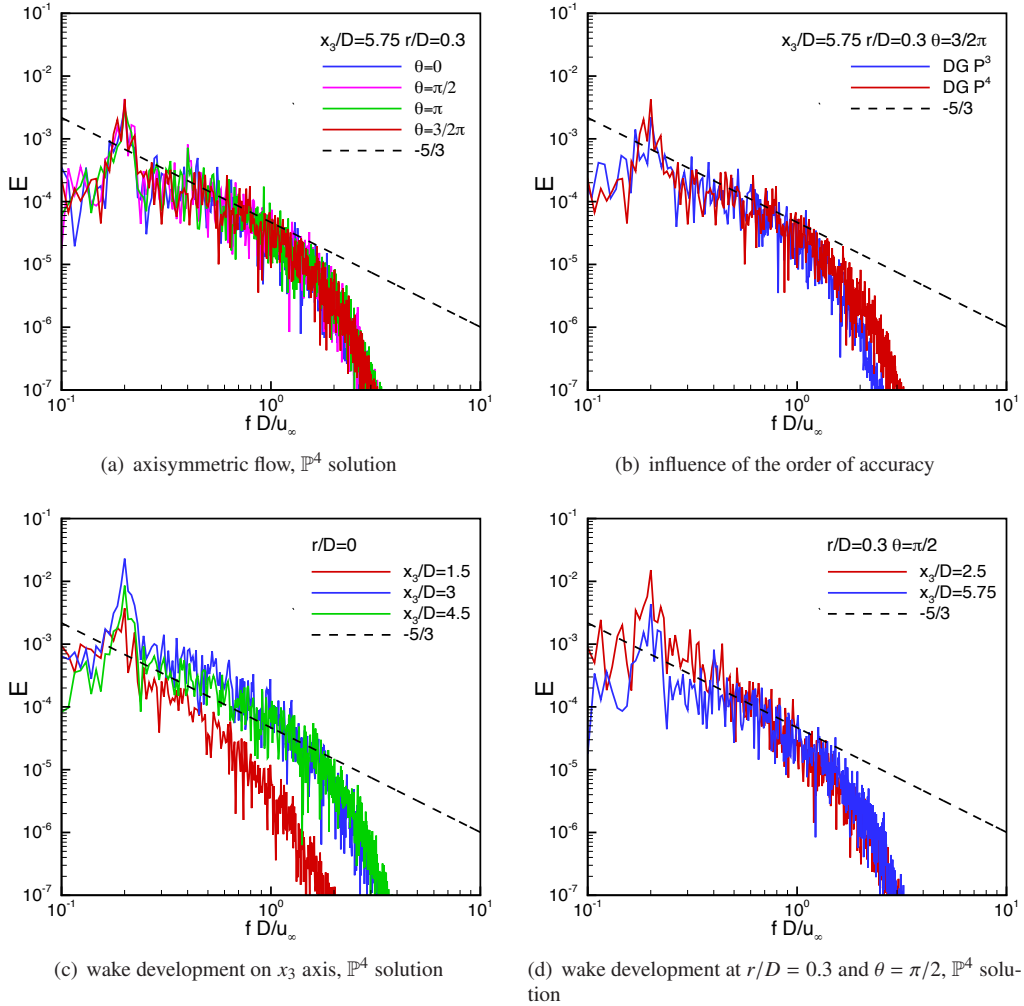 x₃/D=5.75 r/D=0.3
θ=0
θ=π/2
θ=π
θ=3/2π
-5/3
E
10⁻¹
10⁻²
10⁻³
10⁻⁴
10⁻⁵
10⁻⁶
10⁻⁷
10⁻¹ 10⁰ 10¹
f D/u∞
(a) axisymmetric flow, ℙ⁴ solution
x₃/D=5.75 r/D=0.3 θ=3/2π
DG P³
DG P⁴
-5/3
E
10⁻¹
10⁻²
10⁻³
10⁻⁴
10⁻⁵
10⁻⁶
10⁻⁷
10⁻¹ 10⁰ 10¹
f D/u∞
(b) influence of the order of accuracy
r/D=0
x₃/D=1.5
x₃/D=3
x₃/D=4.5
-5/3
E
10⁻¹
10⁻²
10⁻³
10⁻⁴
10⁻⁵
10⁻⁶
10⁻⁷
10⁻¹ 10⁰ 10¹
f D/u∞
(c) wake development on x₃ axis, ℙ⁴ solution
r/D=0.3 θ=π/2
x₃/D=2.5
x₃/D=5.75
-5/3
E
10⁻¹
10⁻²
10⁻³
10⁻⁴
10⁻⁵
10⁻⁶
10⁻⁷
10⁻¹ 10⁰ 10¹
f D/u∞
(d) wake development at r/D = 0.3 and θ = π/2, ℙ⁴ solu-
tion